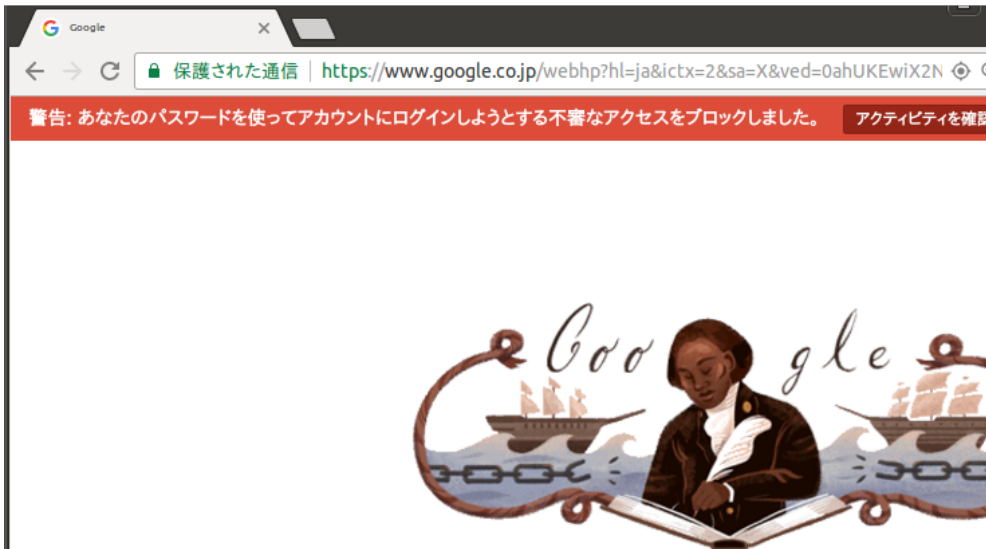 Google
保護された通信 https://www.google.co.jp/webhp?hl=ja&ictx=2&sa=X&ved=0ahUKEwiX2N
警告: あなたのパスワードを使ってアカウントにログインしようとする不審なアクセスをブロックしました。 アクティビティを確認
Google